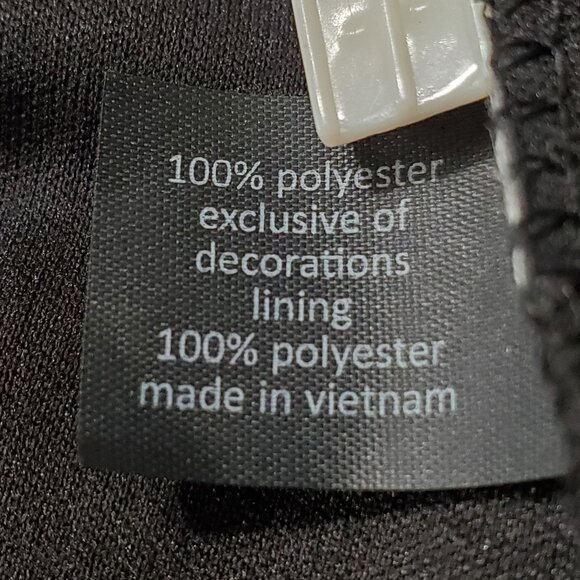 100% polyester
exclusive of
decorations
lining
100% polyester
made in vietnam